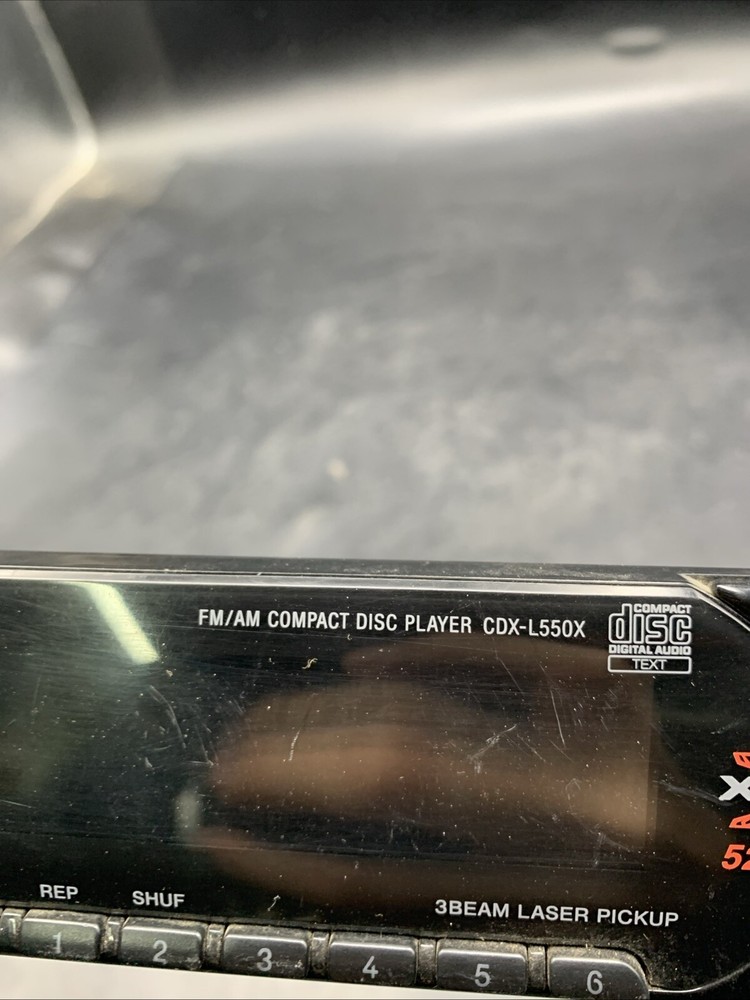 FM/AM COMPACT DISC PLAYER CDX-L550X
COMPACT
disc
DIGITAL AUDIO
TEXT
52
REP SHUF
3BEAM LASER PICKUP
1 2 3 4 5 6